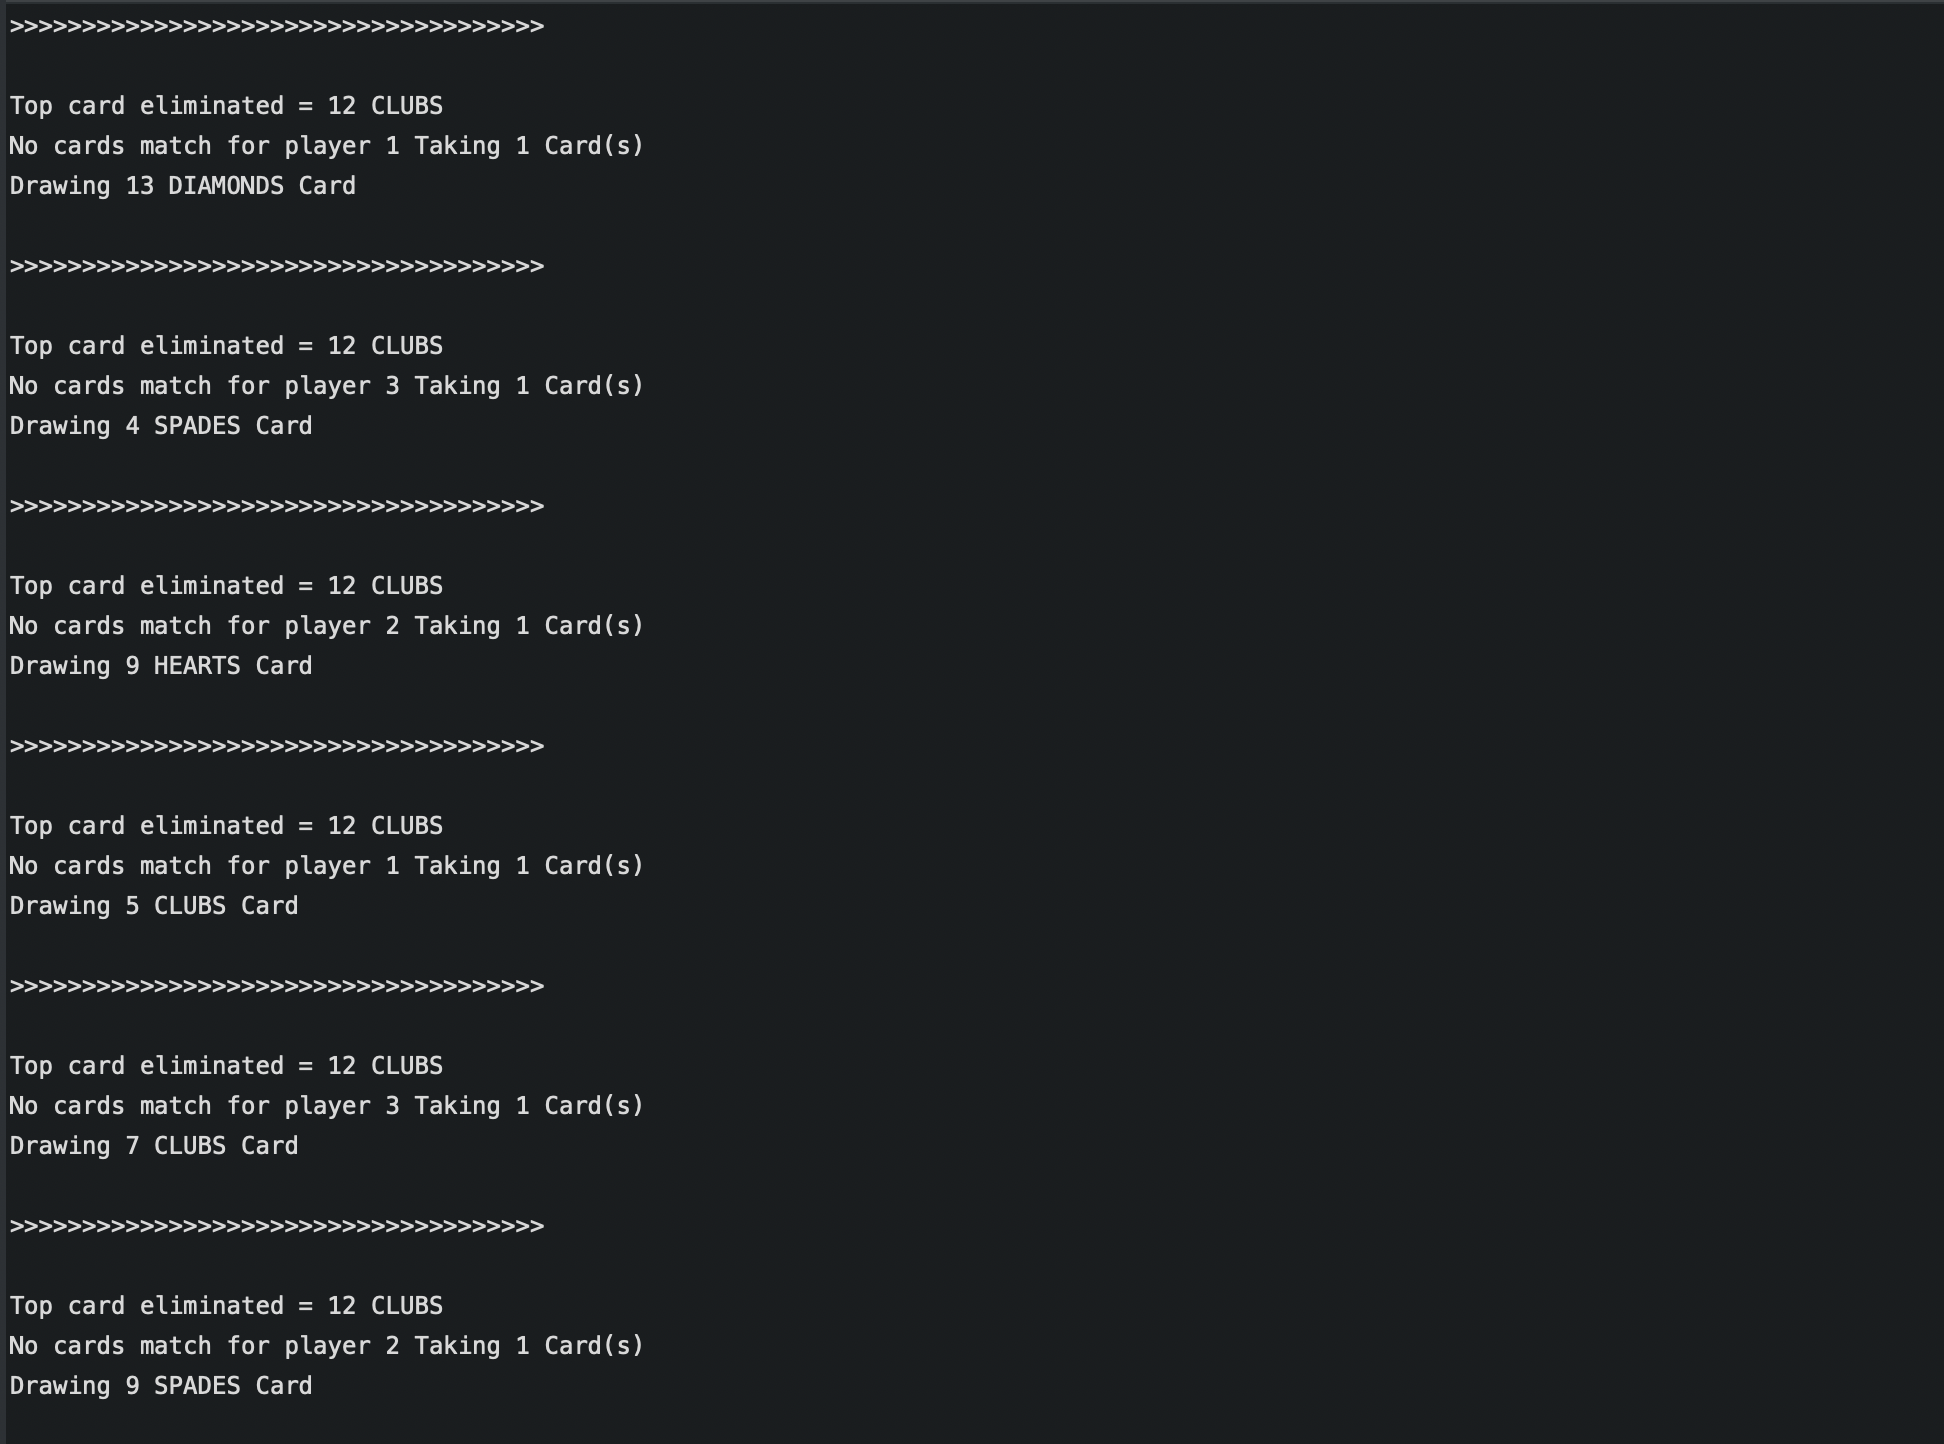 >>>>>>>>>>>>>>>>>>>>>>>>>>>>>>>>>>>>>
Top card eliminated = 12 CLUBS
No cards match for player 1 Taking 1 Card(s)
Drawing 13 DIAMONDS Card
>>>>>>>>>>>>>>>>>>>>>>>>>>>>>>>>>>>>>
Top card eliminated = 12 CLUBS
No cards match for player 3 Taking 1 Card(s)
Drawing 4 SPADES Card
>>>>>>>>>>>>>>>>>>>>>>>>>>>>>>>>>>>>>
Top card eliminated = 12 CLUBS
No cards match for player 2 Taking 1 Card(s)
Drawing 9 HEARTS Card
>>>>>>>>>>>>>>>>>>>>>>>>>>>>>>>>>>>>>
Top card eliminated = 12 CLUBS
No cards match for player 1 Taking 1 Card(s)
Drawing 5 CLUBS Card
>>>>>>>>>>>>>>>>>>>>>>>>>>>>>>>>>>>>>
Top card eliminated = 12 CLUBS
No cards match for player 3 Taking 1 Card(s)
Drawing 7 CLUBS Card
>>>>>>>>>>>>>>>>>>>>>>>>>>>>>>>>>>>>>
Top card eliminated = 12 CLUBS
No cards match for player 2 Taking 1 Card(s)
Drawing 9 SPADES Card